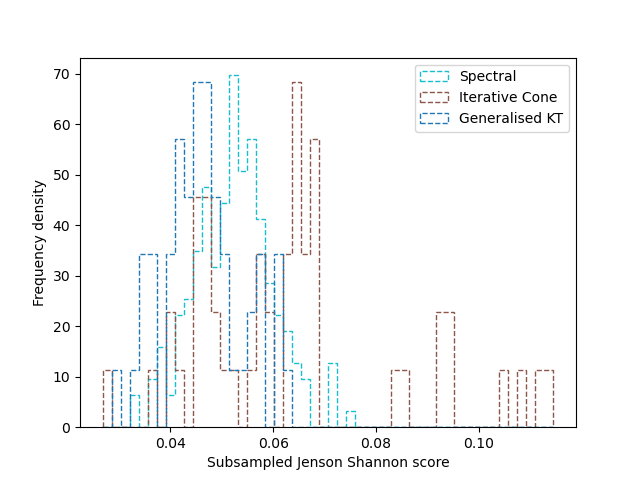 Spectral
Iterative Cone
Generalised KT
Frequency density
70
60
50
40
30
20
10
0
0.04 0.06 0.08 0.10
Subsampled Jenson Shannon score